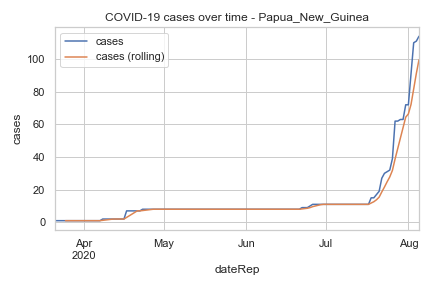 COVID-19 cases over time - Papua_New_Guinea
cases
cases (rolling)
cases
100
80
60
40
20
0
Apr
2020
May
Jun
Jul
Aug
dateRep